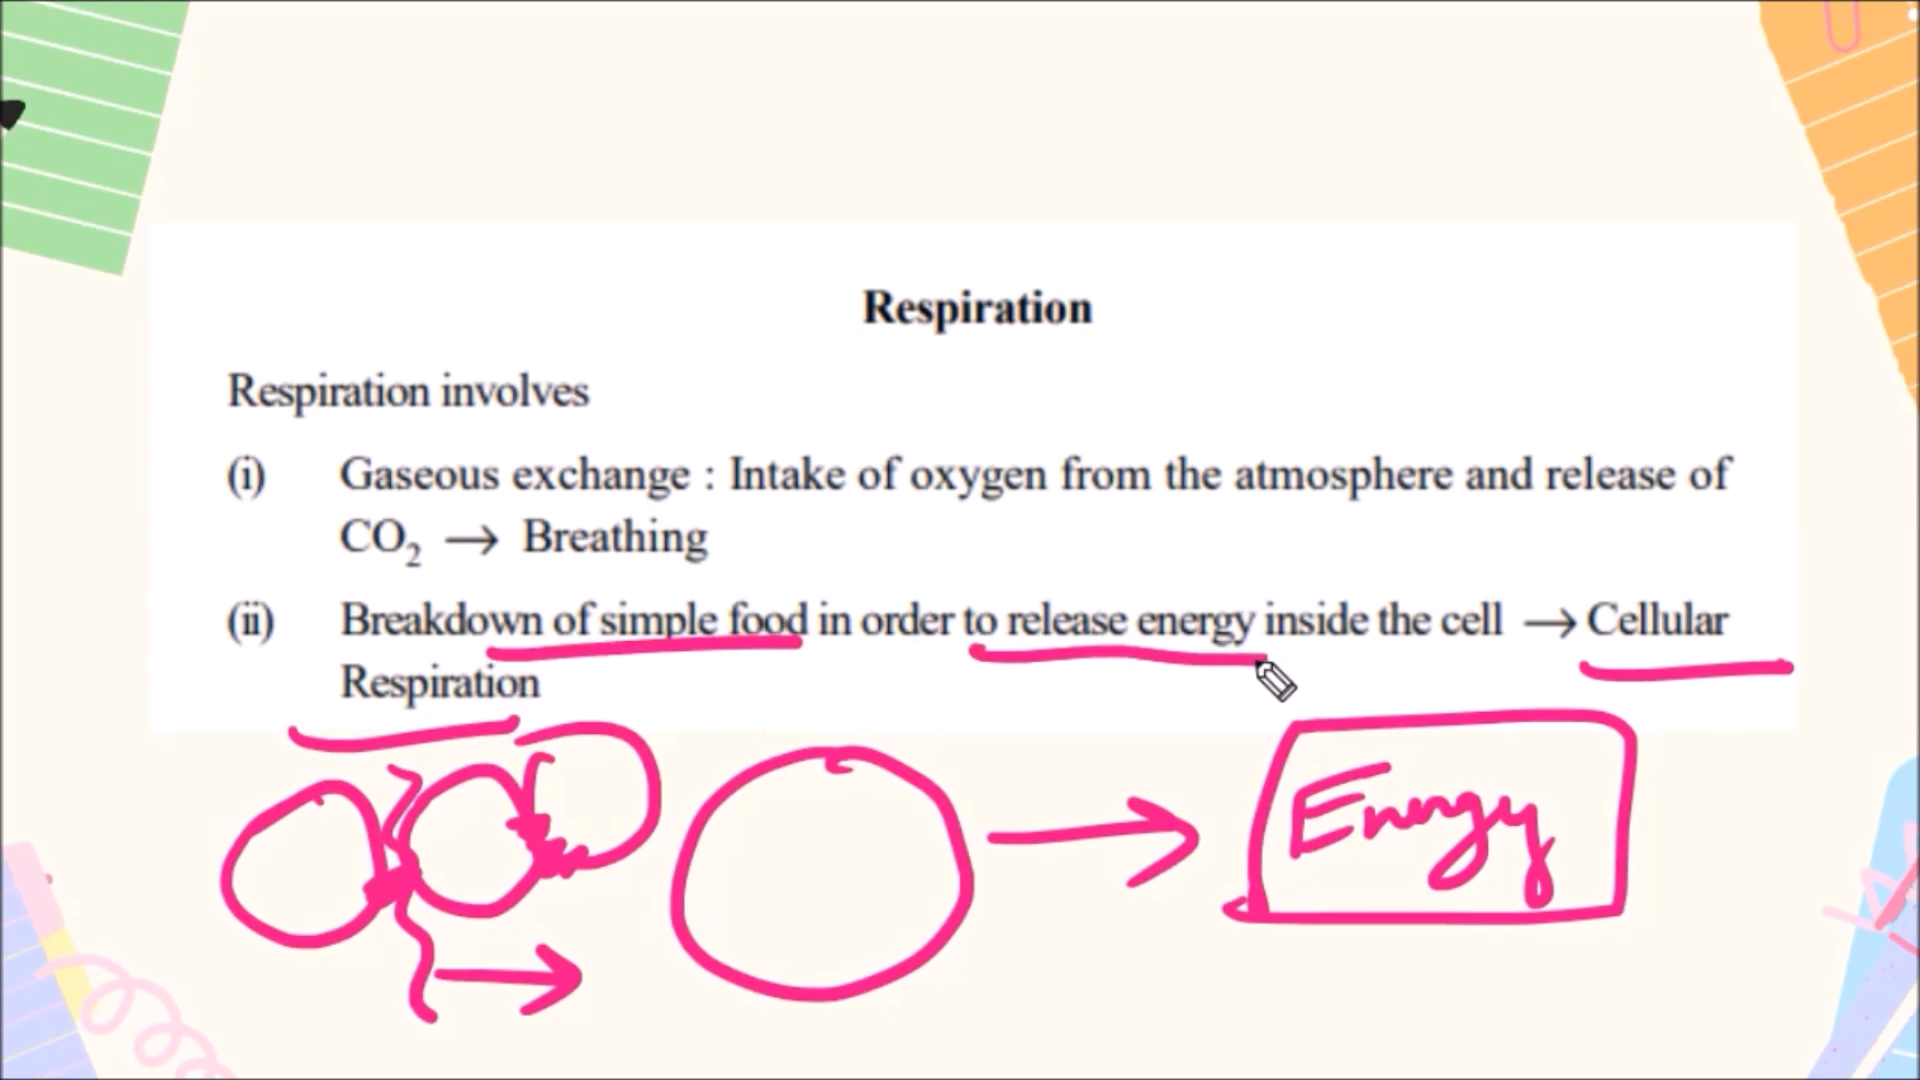 Respiration
Respiration involves
(i) Gaseous exchange : Intake of oxygen from the atmosphere and release of
CO₂ → Breathing
(ii) Breakdown of simple food in order to release energy inside the cell → Cellular
Respiration
Energy